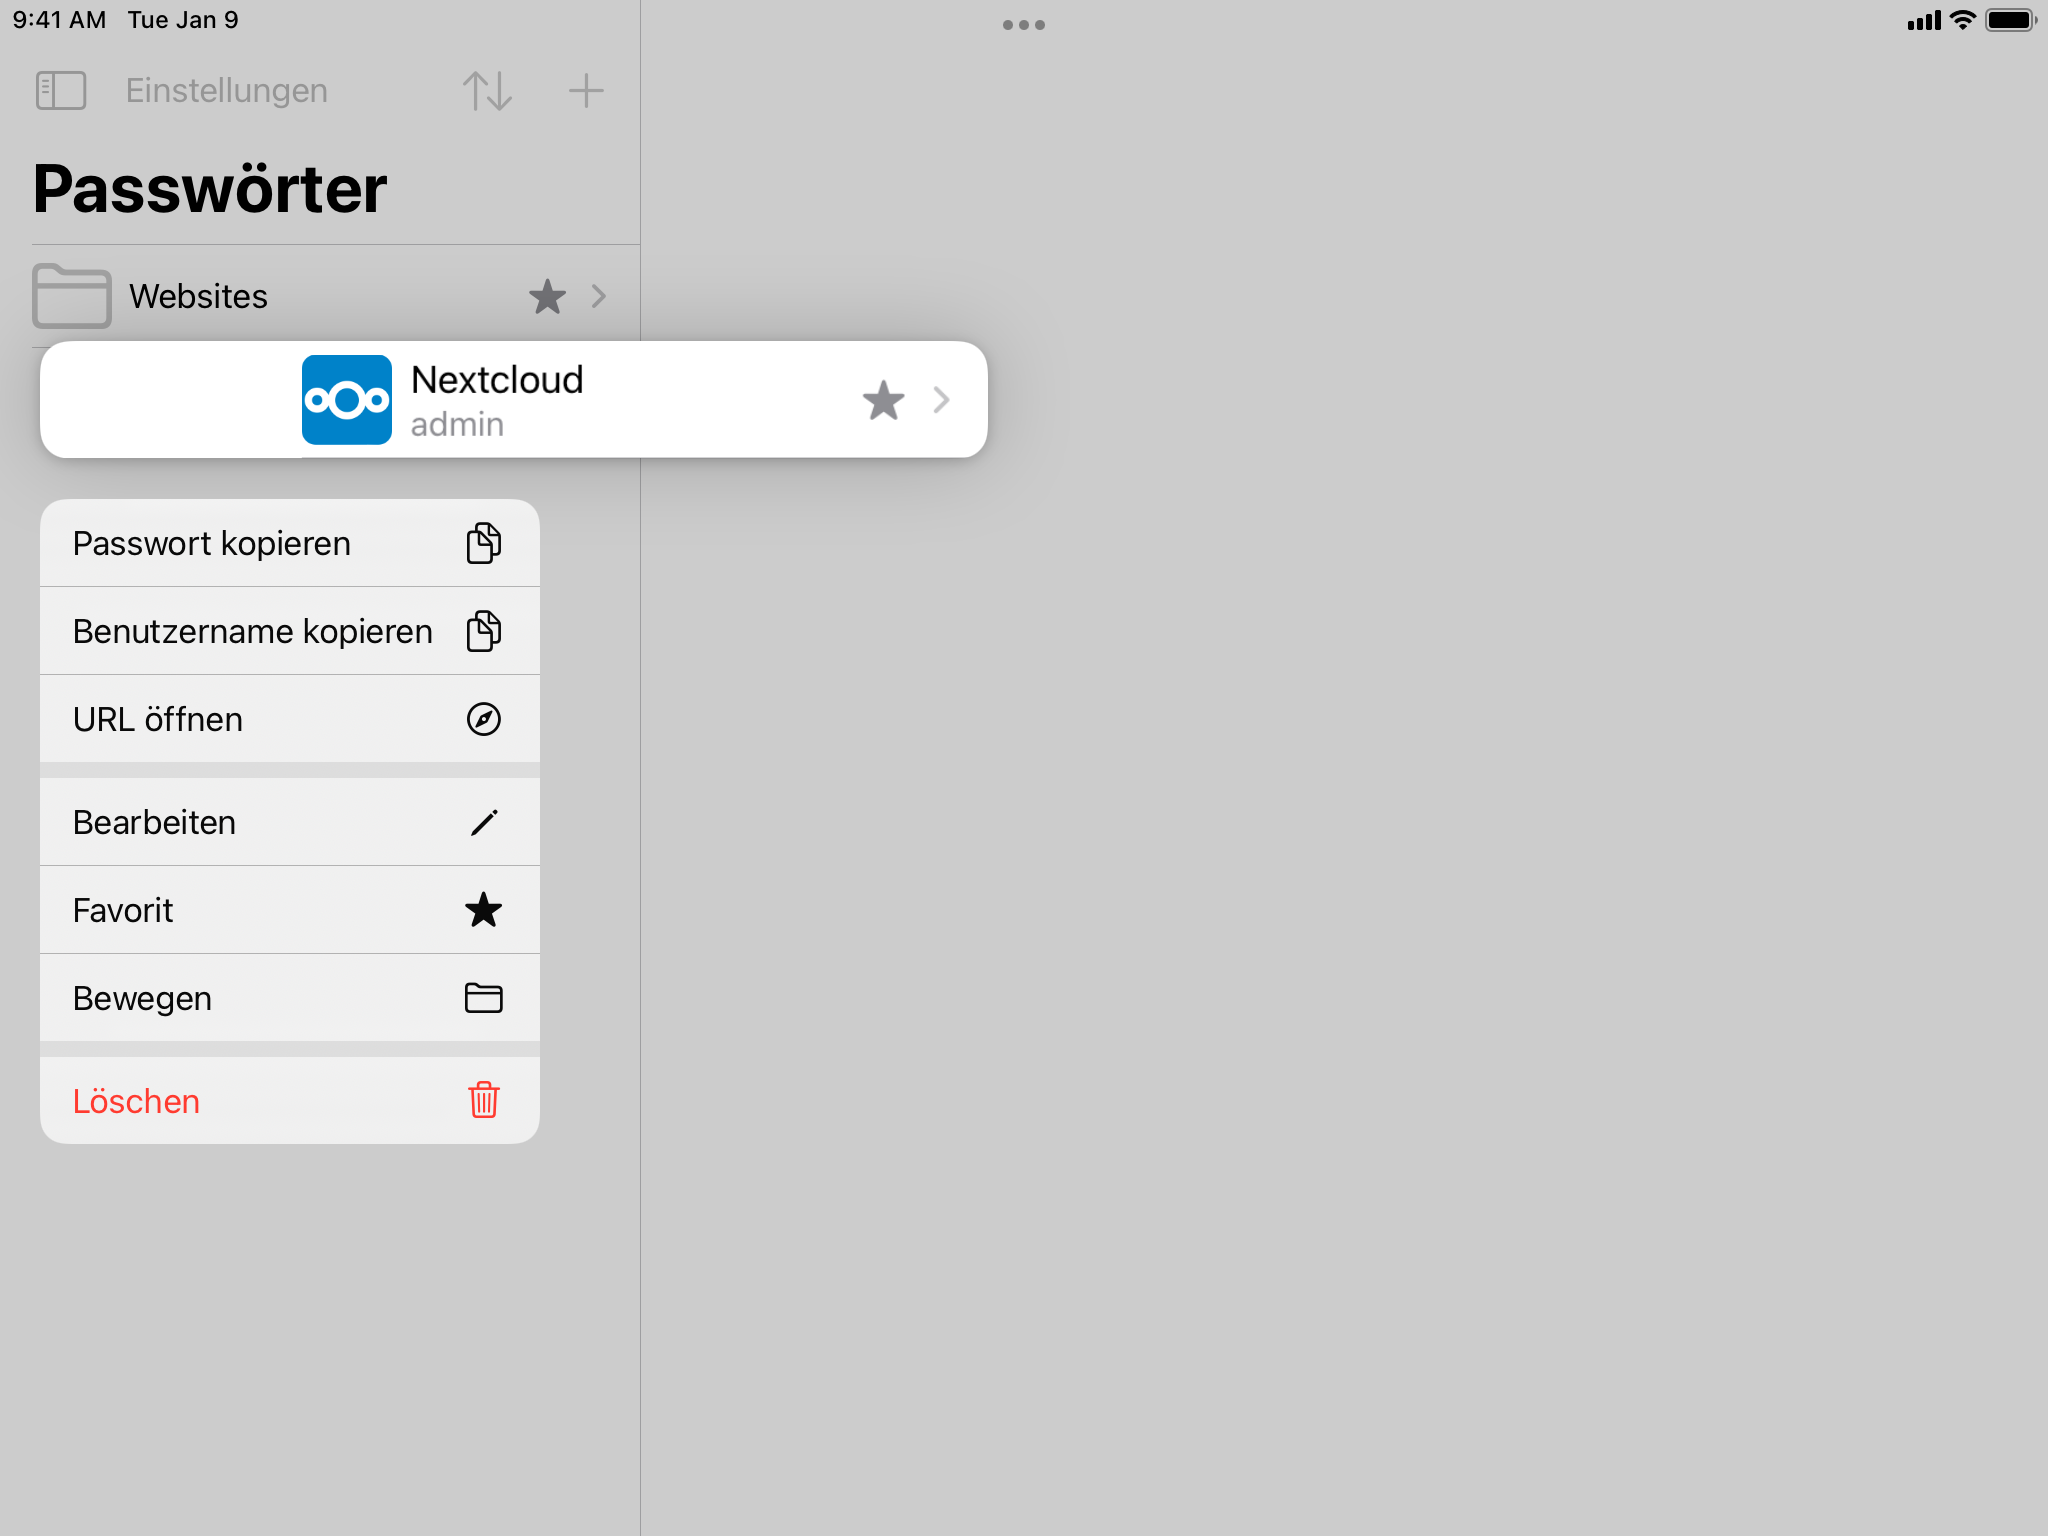 9:41 AM Tue Jan 9
Einstellungen
Passwörter
Websites
Nextcloud
admin
Passwort kopieren
Benutzername kopieren
URL öffnen
Bearbeiten
Favorit
Bewegen
Löschen